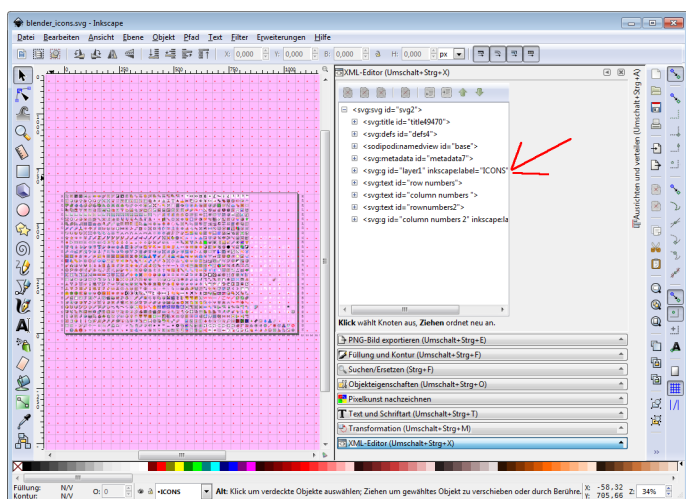 blender_icons.svg - Inkscape
Datei Bearbeiten Ansicht Ebene Objekt Pfad Text Filter Erweiterungen Hilfe
X: 0,000 Y: 0,000 B: 0,000 H: 0,000 px
XML-Editor (Umschalt+Strg+X)
<svg:svg id="svg2">
<svg:title id="title49470">
<svg:defs id="defs4">
<sodipodi:namedview id="base">
<svg:metadata id="metadata7">
<svg:g id="layer1" inkscape:label="ICONS"
<svg:text id="row numbers">
<svg:text id="column numbers ">
<svg:text id="rownumbers2">
<svg:g id="column numbers 2" inkscape:la
Ausrichten und verteilen (Umschalt+Strg+A)
Klick wählt Knoten aus, Ziehen ordnet neu an.
PNG-Bild exportieren (Umschalt+Strg+E)
Füllung und Kontur (Umschalt+Strg+F)
Suchen/Ersetzen (Strg+F)
Objekteigenschaften (Umschalt+Strg+O)
Pixelkunst nachzeichnen
Text und Schriftart (Umschalt+Strg+T)
Transformation (Umschalt+Strg+M)
XML-Editor (Umschalt+Strg+X)
Füllung: N/V
Kontur: N/V
O: 0
•ICONS
Alt: Klick um verdeckte Objekte auswählen; Ziehen um gewähltes Objekt zu verschieben oder durch Berühre
X: -58,32
Y: 705,66
Z: 34%